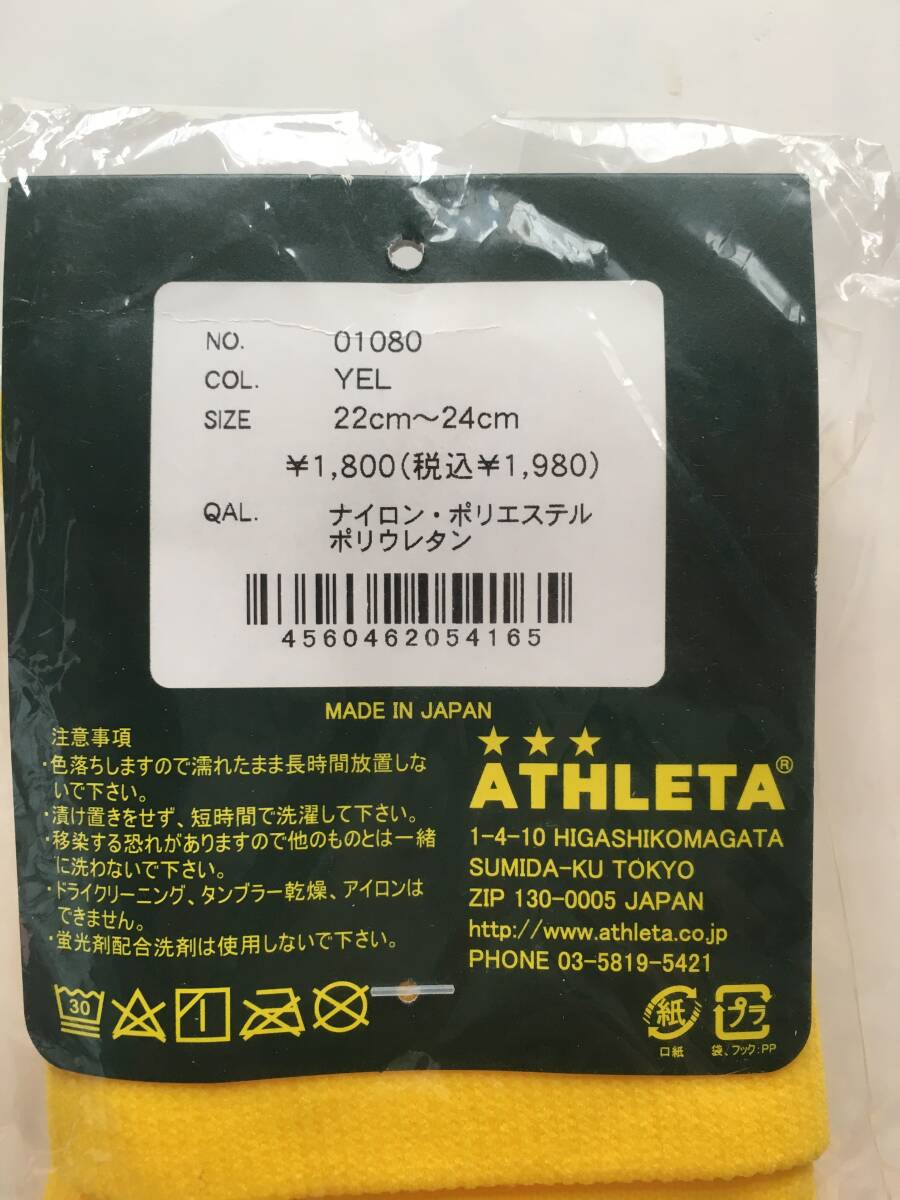 NO. 01080
COL. YEL
SIZE 22cm～24cm
¥1,800(税込¥1,980)
QAL. ナイロン・ポリエステル
ポリウレタン
4560462054165
MADE IN JAPAN
注意事項
・色落ちしますので濡れたまま長時間放置しな
いで下さい。
・漬け置きをせず、短時間で洗濯して下さい。
・移染する恐れがありますので他のものとは一緒
に洗わないで下さい。
・ドライクリーニング、タンブラー乾燥、アイロンは
できません。
・蛍光剤配合洗剤は使用しないで下さい。
30
★★★
ATHLETA®
1-4-10 HIGASHIKOMAGATA
SUMIDA-KU TOKYO
ZIP 130-0005 JAPAN
http://www.athleta.co.jp
PHONE 03-5819-5421
紙 プラ
口紙 袋、フック:PP